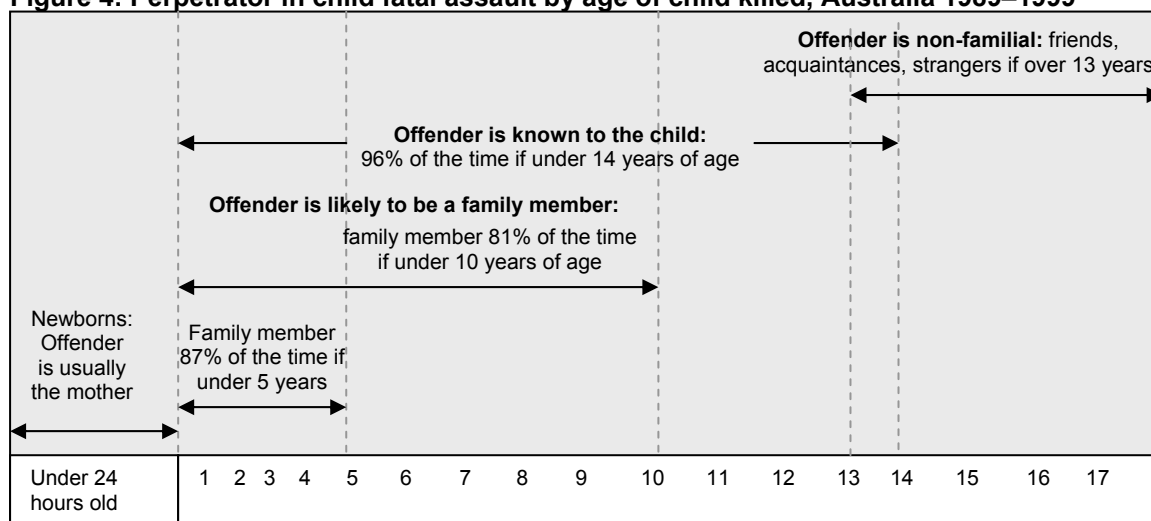 Figure 4: Perpetrator in child fatal assault by age of child killed, Australia 1989–1999
Offender is non-familial: friends,
acquaintances, strangers if over 13 years
Offender is known to the child:
96% of the time if under 14 years of age
Offender is likely to be a family member:
family member 81% of the time
if under 10 years of age
Newborns:
Offender
is usually
the mother
Family member
87% of the time if
under 5 years
Under 24
hours old
1 2 3 4 5 6 7 8 9 10 11 12 13 14 15 16 17